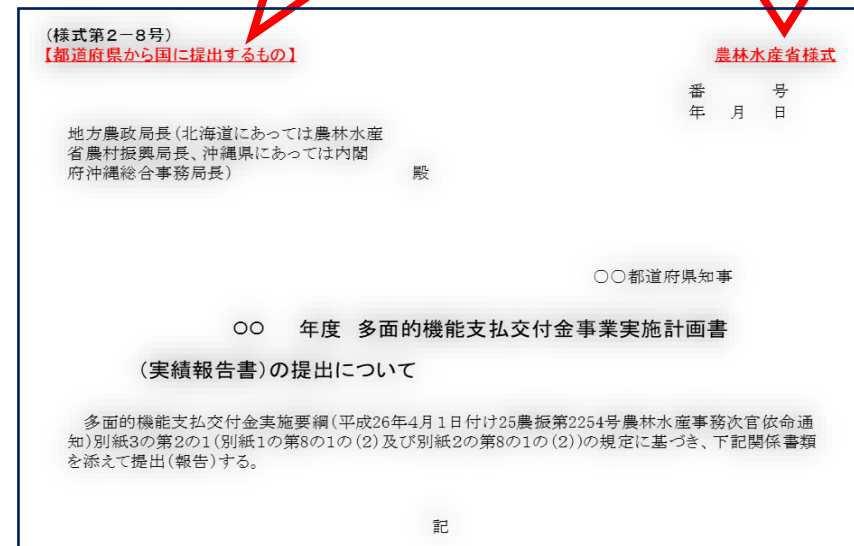 (様式第2－8号)
【都道府県から国に提出するもの】
農林水産省様式
番　　　号
年　月　日
地方農政局長(北海道にあっては農林水産
省農村振興局長、沖縄県にあっては内閣
府沖縄総合事務局長)　　　　殿
○○都道府県知事
○○　年度 多面的機能支払交付金事業実施計画書
(実績報告書)の提出について
多面的機能支払交付金実施要綱(平成26年4月1日付け25農振第2254号農林水産事務次官依命通
知)別紙3の第2の1(別紙1の第8の1の(2)及び別紙2の第8の1の(2))の規定に基づき、下記関係書類
を添えて提出(報告)する。
記